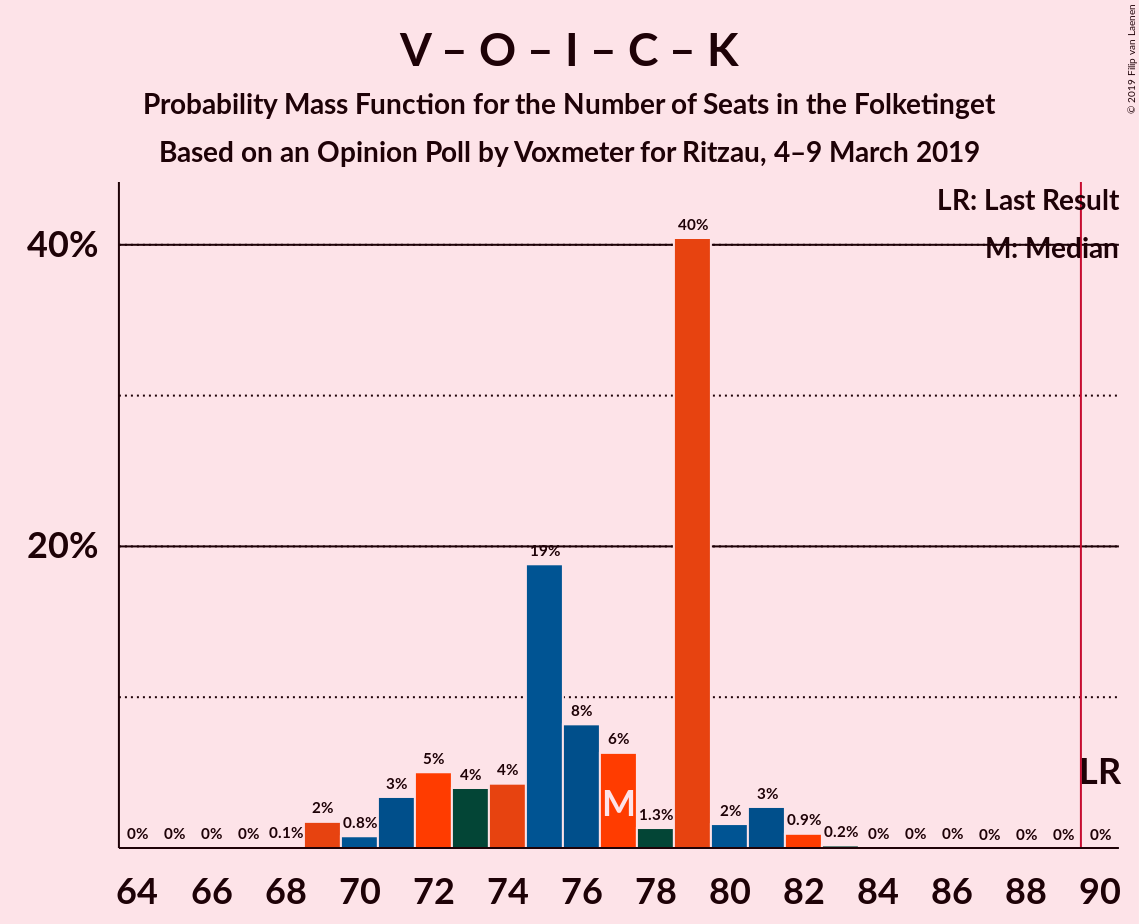 V – O – I – C – K
Probability Mass Function for the Number of Seats in the Folketinget
Based on an Opinion Poll by Voxmeter for Ritzau, 4–9 March 2019
© 2019 Filip van Laenen
LR: Last Result
M: Median
40%
20%
0% 0% 0% 0% 0.1% 2% 0.8% 3% 5% 4% 4% 19% 8% 6% 1.3% 40% 2% 3% 0.9% 0.2% 0% 0% 0% 0% 0% 0% 0%
M
LR
64 66 68 70 72 74 76 78 80 82 84 86 88 90